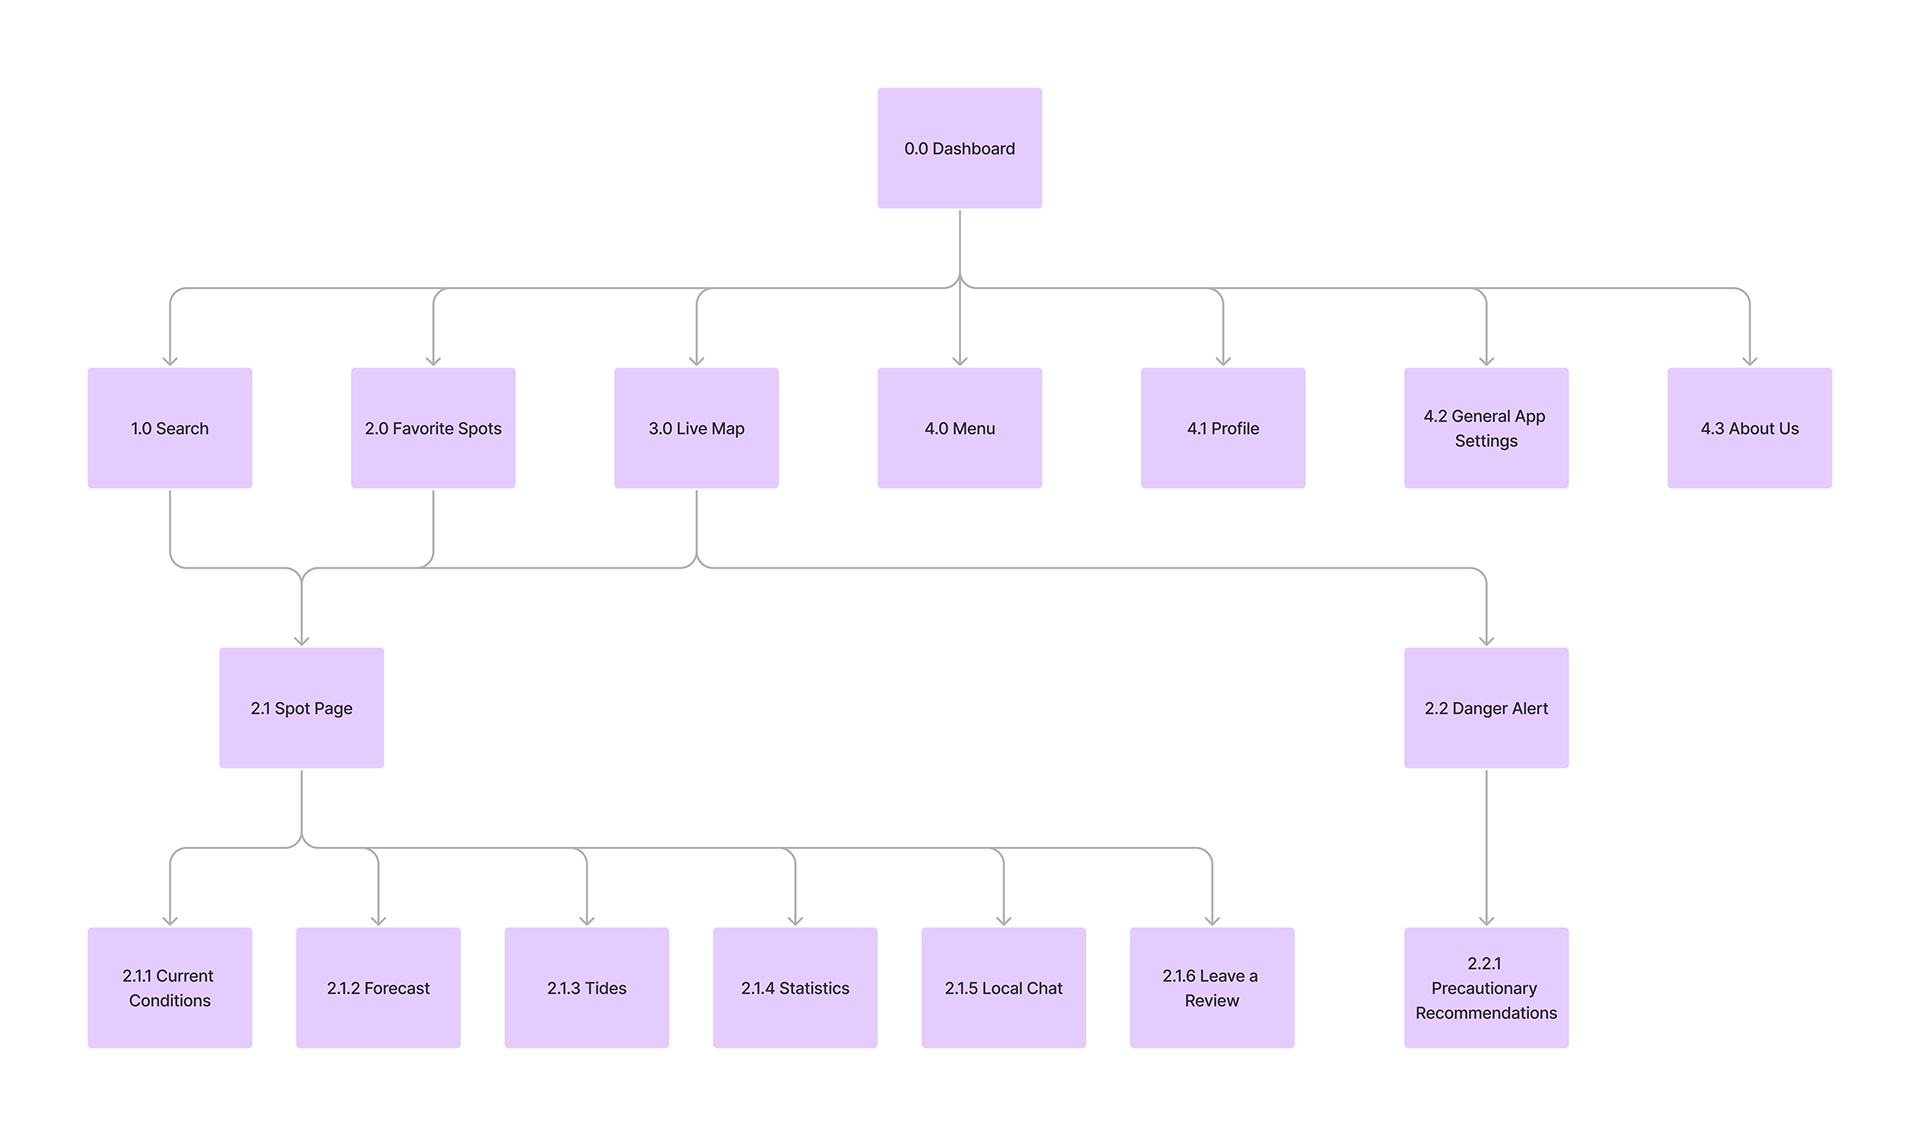 0.0 Dashboard
1.0 Search
2.0 Favorite Spots
3.0 Live Map
4.0 Menu
4.1 Profile
4.2 General App
Settings
4.3 About Us
2.1 Spot Page
2.2 Danger Alert
2.1.1 Current
Conditions
2.1.2 Forecast
2.1.3 Tides
2.1.4 Statistics
2.1.5 Local Chat
2.1.6 Leave a
Review
2.2.1
Precautionary
Recommendations